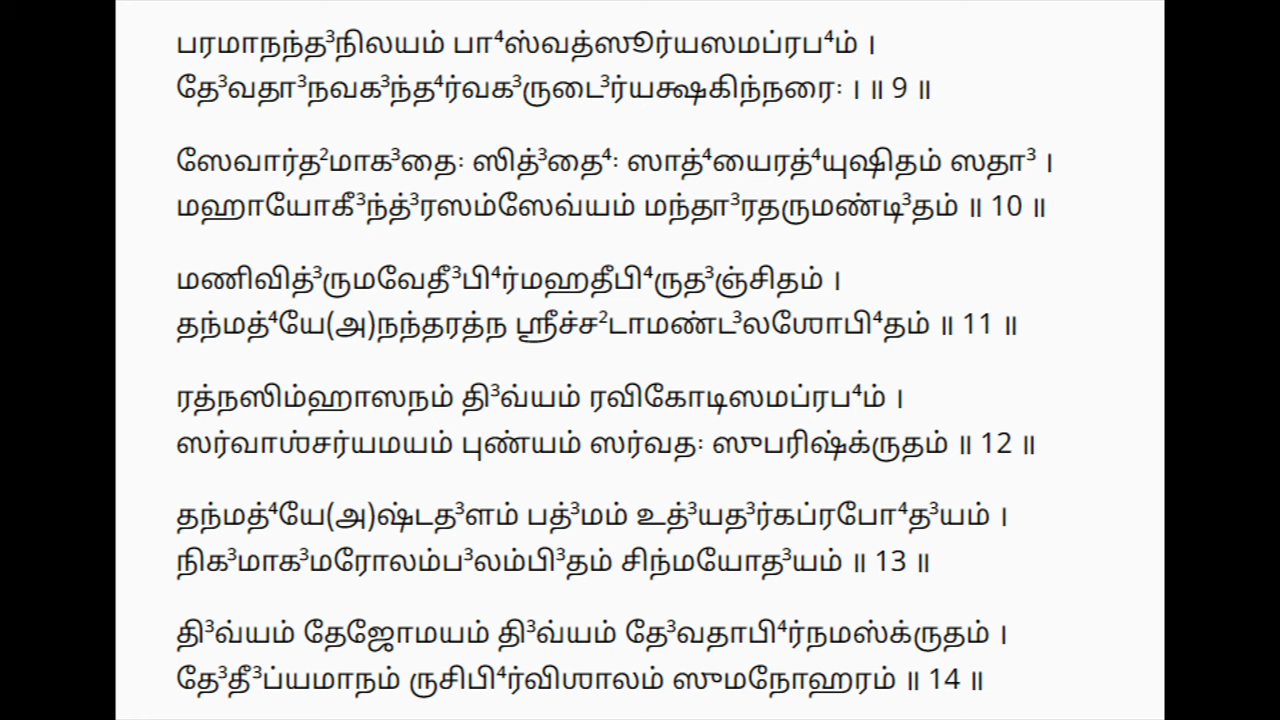 பரமாநந்த³நிலயம் பா⁴ஸ்வத்ஸூர்யஸமப்ரப⁴ம் ।
தே³வதா³நவக³ந்த⁴ர்வக³ருடை³ர்யக்ஷகிந்நரை: । ॥ 9 ॥
ஸேவார்த²மாக³தை: ஸித்³தை⁴: ஸாத்⁴யைரத்⁴யுஷிதம் ஸதா³ ।
மஹாயோகீ³ந்த்³ரஸம்ஸேவ்யம் மந்தா³ரதருமண்டி³தம் ॥ 10 ॥
மணிவித்³ருமவேதீ³பி⁴ர்மஹதீபி⁴ருத³ஞ்சிதம் ।
தந்மத்⁴யே(அ)நந்தரத்ந ஶ்ரீச்ச²டாமண்ட³லஶோபி⁴தம் ॥ 11 ॥
ரத்நஸிம்ஹாஸநம் தி³வ்யம் ரவிகோடிஸமப்ரப⁴ம் ।
ஸர்வாஶ்சர்யமயம் புண்யம் ஸர்வத: ஸுபரிஷ்க்ருதம் ॥ 12 ॥
தந்மத்⁴யே(அ)ஷ்டத³ளம் பத்³மம் உத்³யத³ர்கப்ரபோ⁴த³யம் ।
நிக³மாக³மரோலம்ப³லம்பி³தம் சிந்மயோத³யம் ॥ 13 ॥
தி³வ்யம் தேஜோமயம் தி³வ்யம் தே³வதாபி⁴ர்நமஸ்க்ருதம் ।
தே³தீ³ப்யமாநம் ருசிபி⁴ர்விஶாலம் ஸுமநோஹரம் ॥ 14 ॥